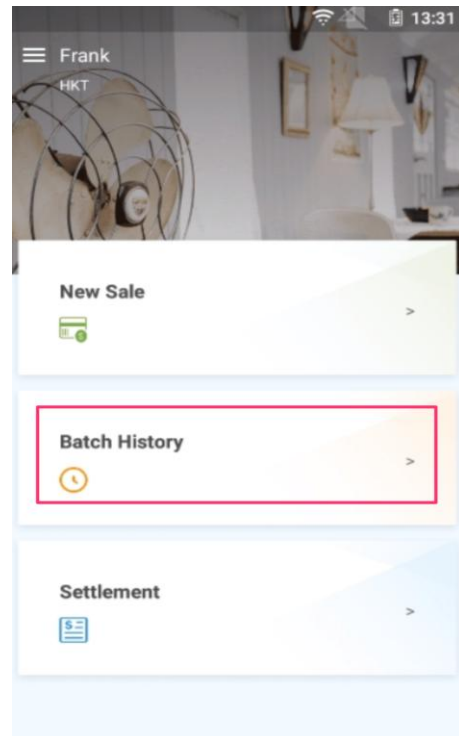 13:31
Frank
HKT
New Sale
>
Batch History
>
Settlement
>